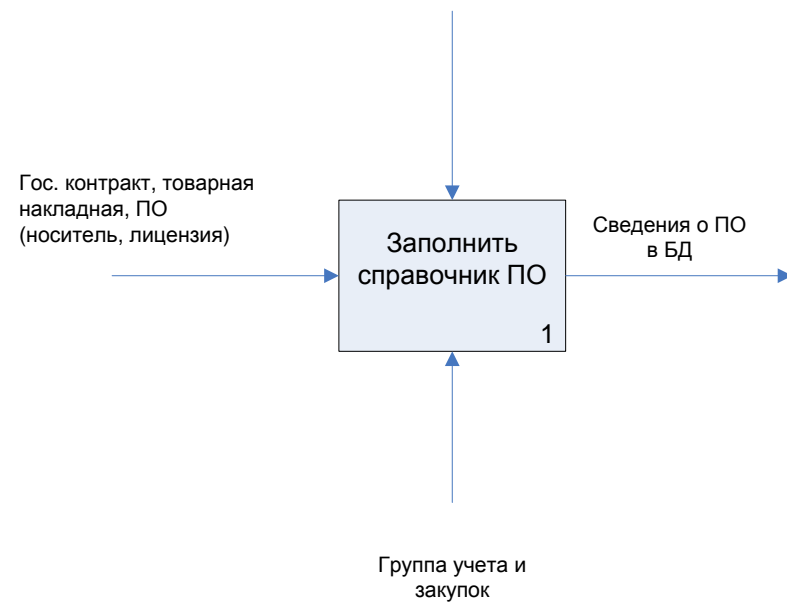 Гос. контракт, товарная
накладная, ПО
(носитель, лицензия)
Заполнить
справочник ПО
1
Сведения о ПО
в БД
Группа учета и
закупок